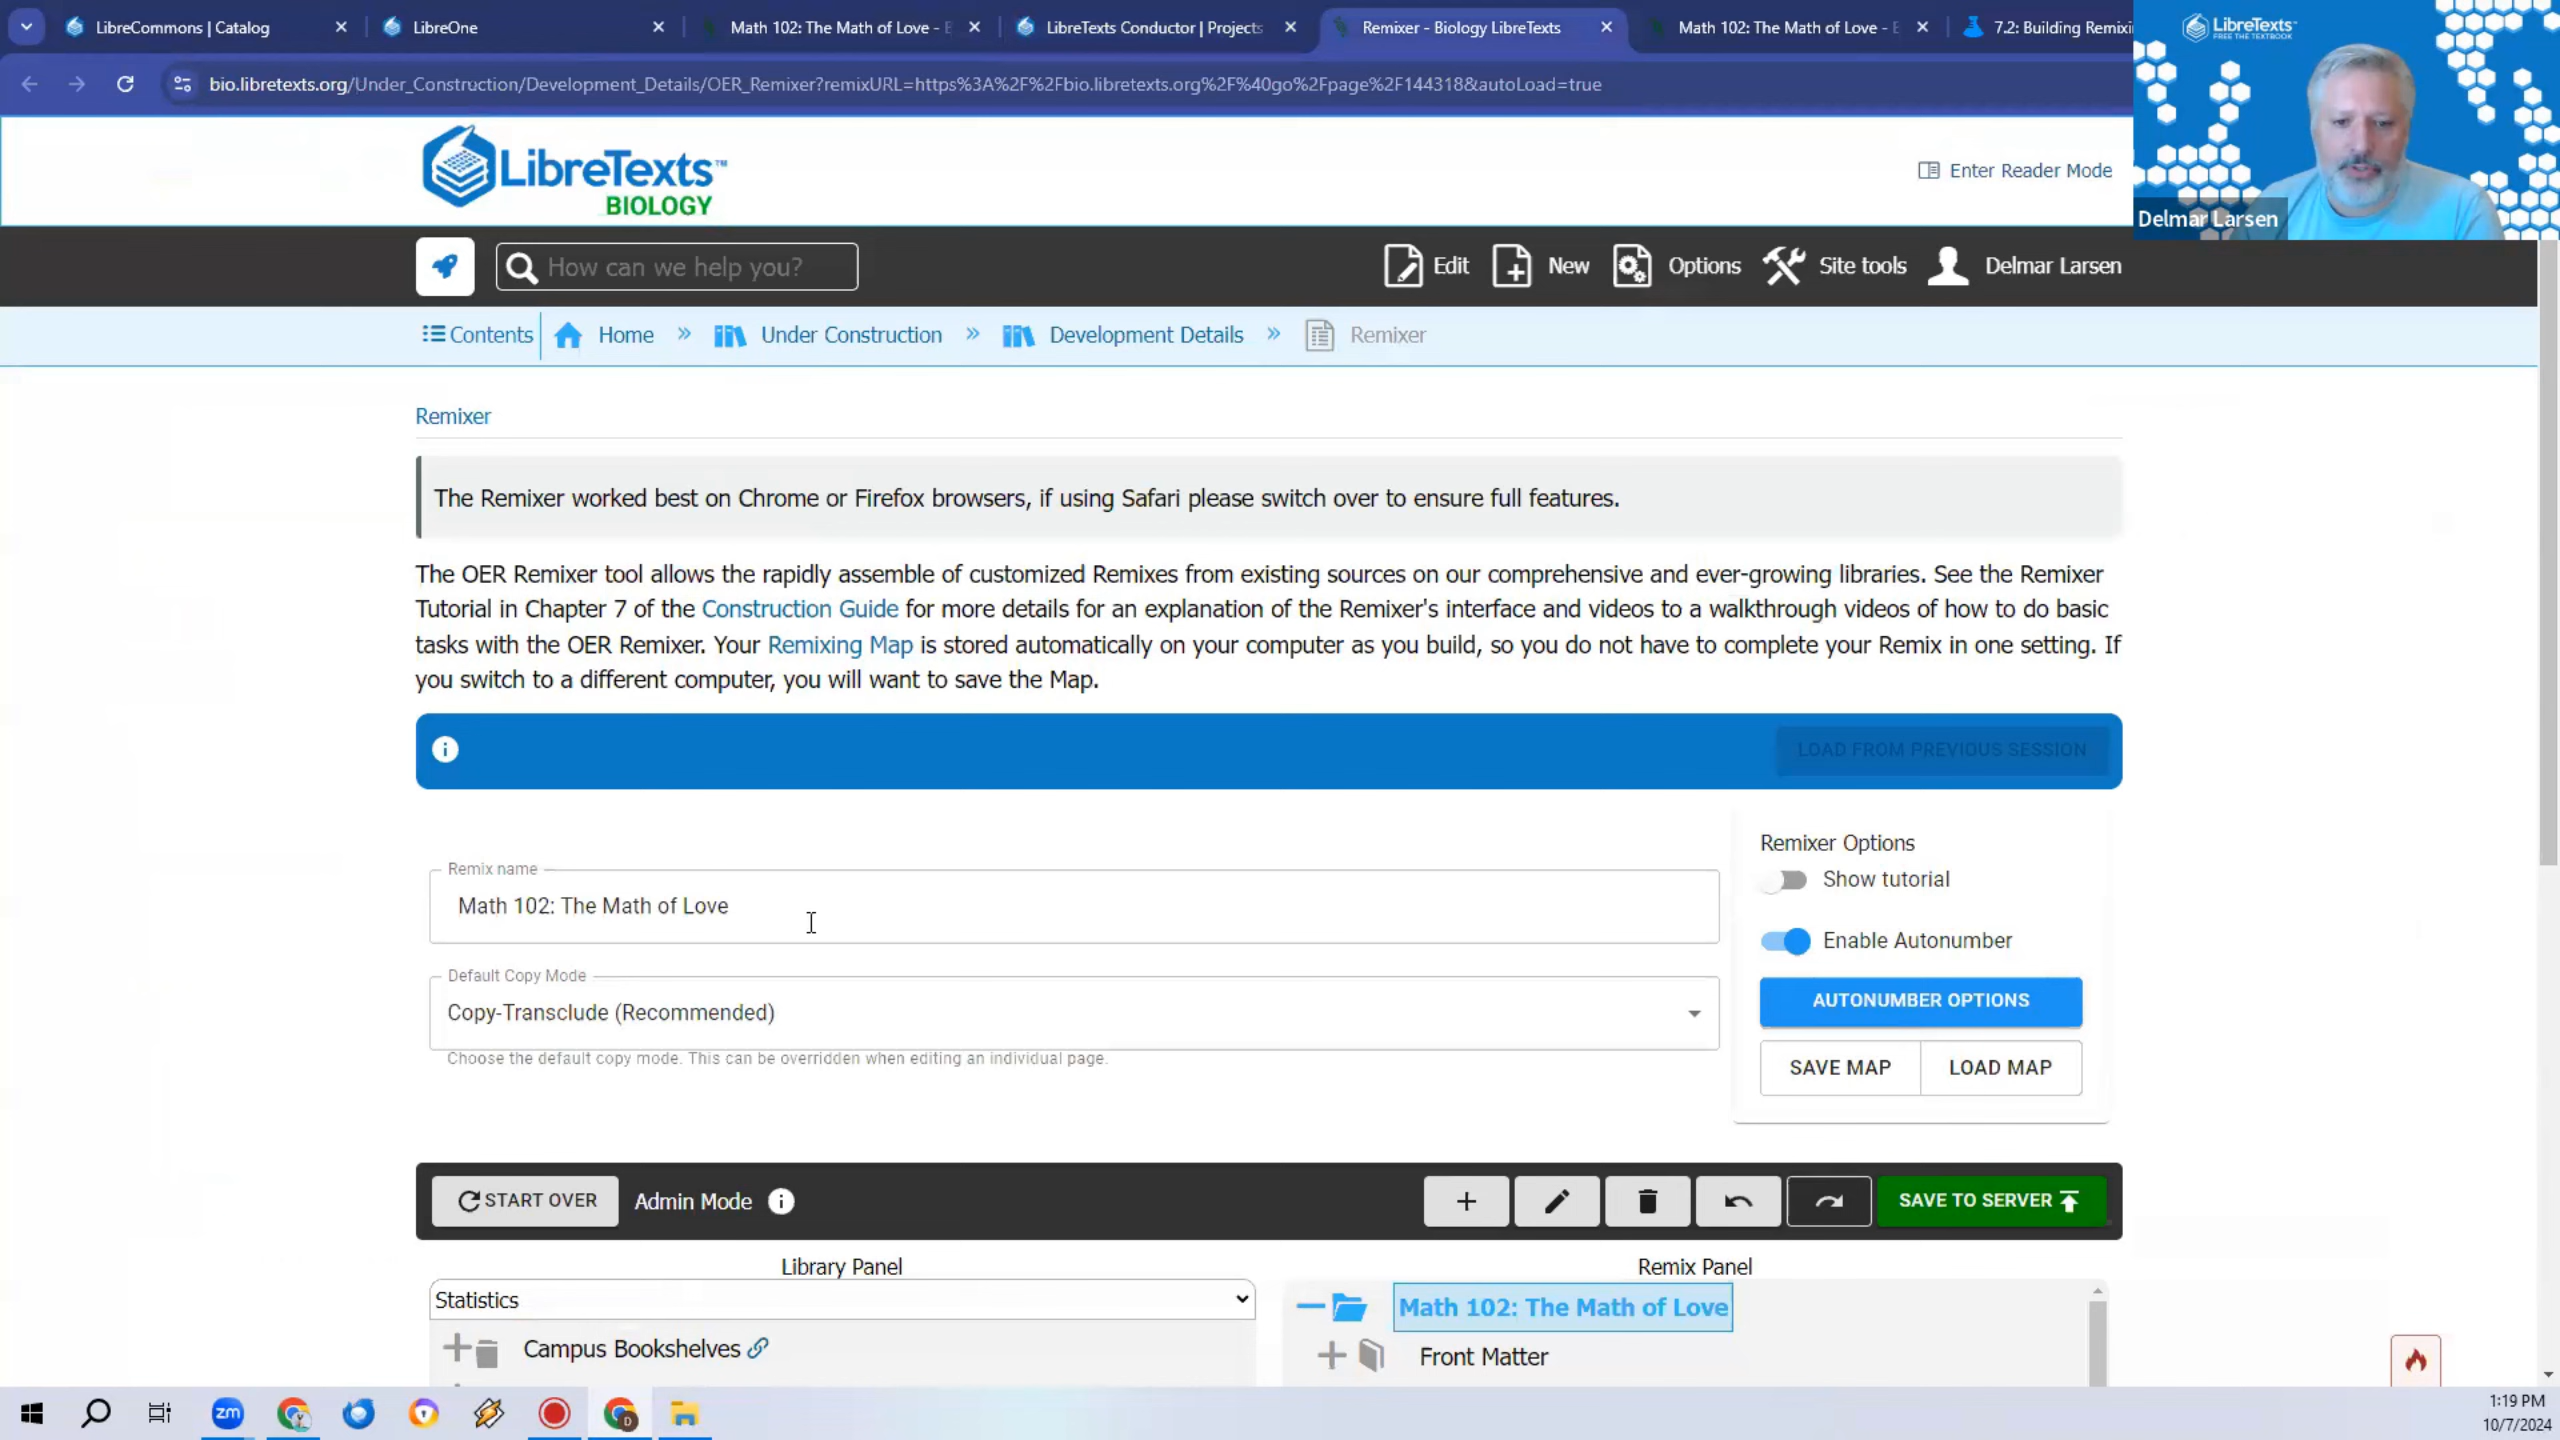 LibreCommons | Catalog
LibreOne
Math 102: The Math of Love - E
LibreTexts Conductor | Projects
Remixer - Biology LibreTexts
Math 102: The Math of Love - E
7.2: Building Remixi
bio.libretexts.org/Under_Construction/Development_Details/OER_Remixer?remixURL=https%3A%2F%2Fbio.libretexts.org%2F%40go%2Fpage%2F144318&autoLoad=true
LibreTexts™
FREE THE TEXTBOOK
Delmar Larsen
LibreTexts™
BIOLOGY
Enter Reader Mode
How can we help you?
Edit
New
Options
Site tools
Delmar Larsen
Contents
Home
»
Under Construction
»
Development Details
»
Remixer
Remixer
The Remixer worked best on Chrome or Firefox browsers, if using Safari please switch over to ensure full features.
The OER Remixer tool allows the rapidly assemble of customized Remixes from existing sources on our comprehensive and ever-growing libraries. See the Remixer
Tutorial in Chapter 7 of the Construction Guide for more details for an explanation of the Remixer's interface and videos to a walkthrough videos of how to do basic
tasks with the OER Remixer. Your Remixing Map is stored automatically on your computer as you build, so you do not have to complete your Remix in one setting. If
you switch to a different computer, you will want to save the Map.
LOAD FROM PREVIOUS SESSION
Remix name
Math 102: The Math of Love
Default Copy Mode
Copy-Transclude (Recommended)
Choose the default copy mode. This can be overridden when editing an individual page.
Remixer Options
Show tutorial
Enable Autonumber
AUTONUMBER OPTIONS
SAVE MAP
LOAD MAP
START OVER
Admin Mode
SAVE TO SERVER
Library Panel
Remix Panel
Statistics
Campus Bookshelves
Math 102: The Math of Love
Front Matter
zm
D
1:19 PM
10/7/2024